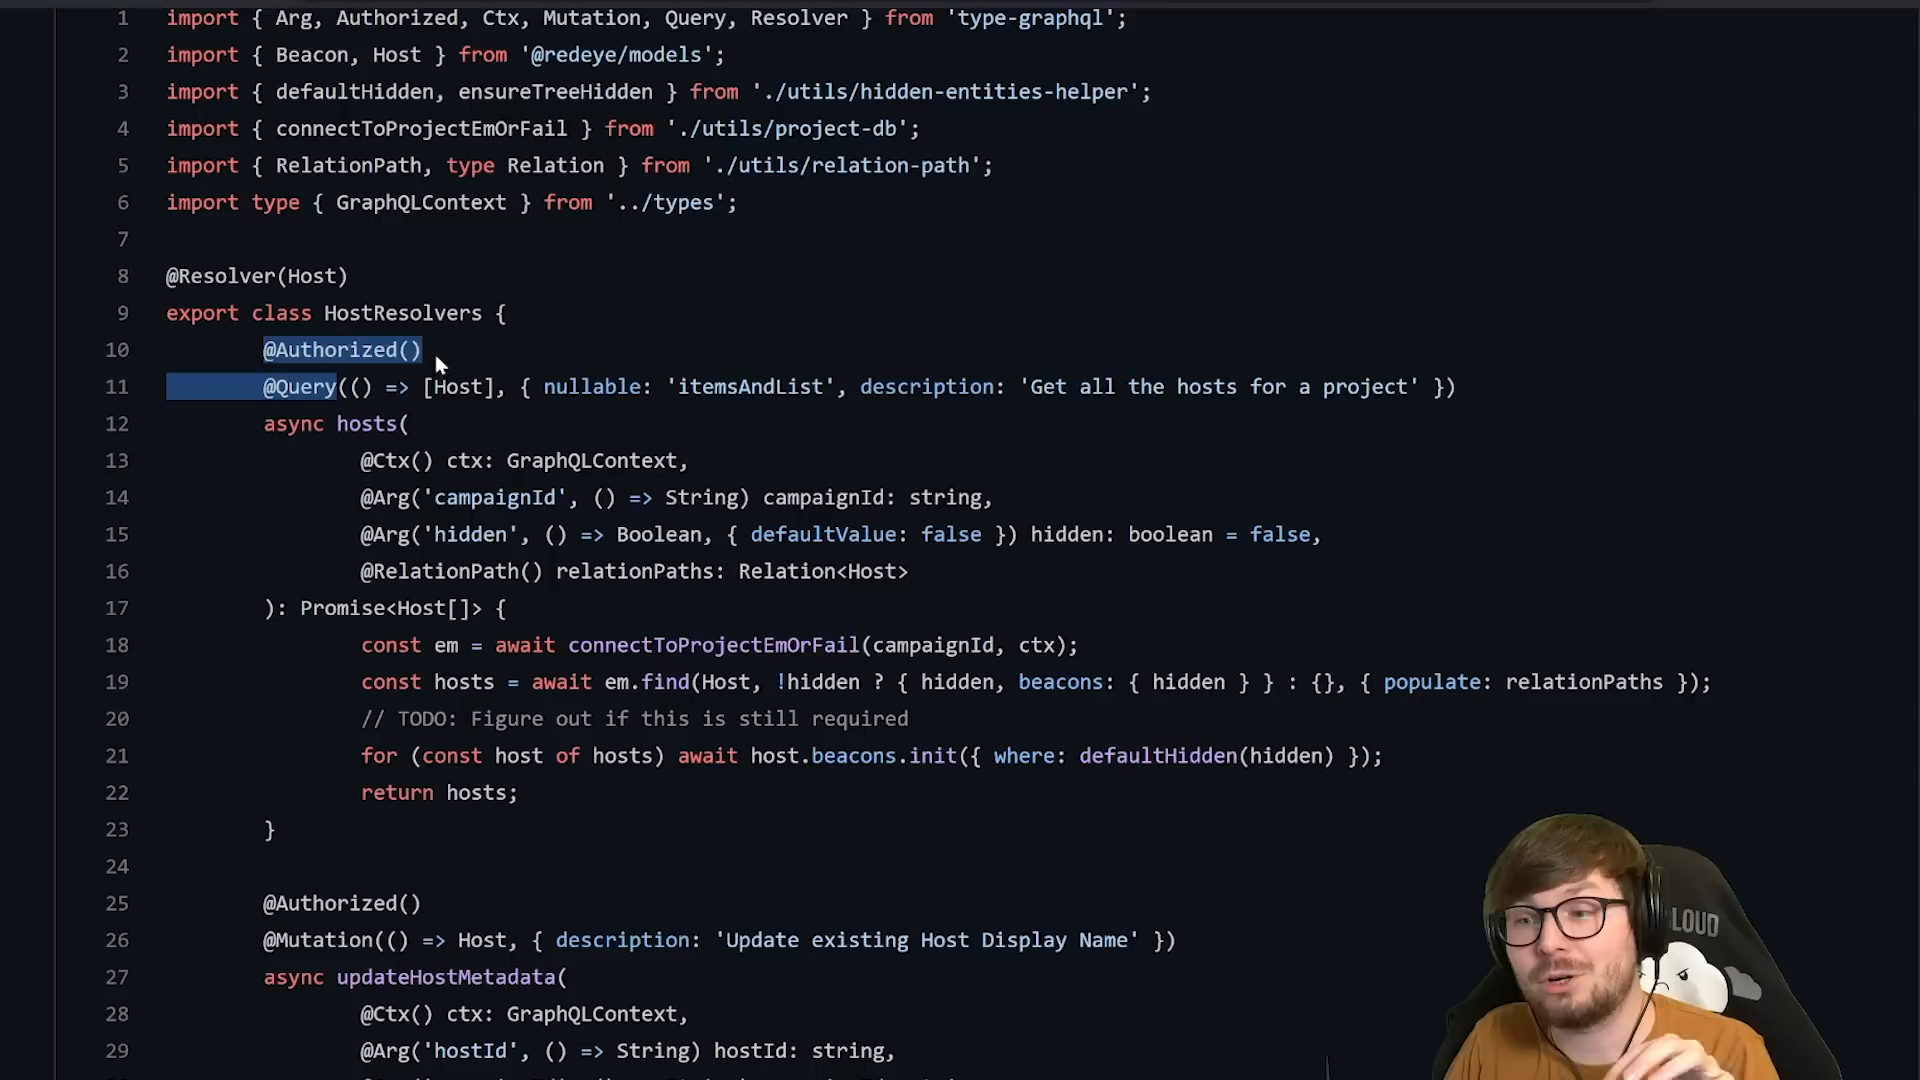 1 import { Arg, Authorized, Ctx, Mutation, Query, Resolver } from 'type-graphql';
2 import { Beacon, Host } from '@redeye/models';
3 import { defaultHidden, ensureTreeHidden } from './utils/hidden-entities-helper';
4 import { connectToProjectEmOrFail } from './utils/project-db';
5 import { RelationPath, type Relation } from './utils/relation-path';
6 import type { GraphQLContext } from '../types';
7
8 @Resolver(Host)
9 export class HostResolvers {
10 @Authorized()
11 @Query(() => [Host], { nullable: 'itemsAndList', description: 'Get all the hosts for a project' })
12 async hosts(
13 @Ctx() ctx: GraphQLContext,
14 @Arg('campaignId', () => String) campaignId: string,
15 @Arg('hidden', () => Boolean, { defaultValue: false }) hidden: boolean = false,
16 @RelationPath() relationPaths: Relation<Host>
17 ): Promise<Host[]> {
18 const em = await connectToProjectEmOrFail(campaignId, ctx);
19 const hosts = await em.find(Host, !hidden ? { hidden, beacons: { hidden } } : {}, { populate: relationPaths });
20 // TODO: Figure out if this is still required
21 for (const host of hosts) await host.beacons.init({ where: defaultHidden(hidden) });
22 return hosts;
23 }
24
25 @Authorized()
26 @Mutation(() => Host, { description: 'Update existing Host Display Name' })
27 async updateHostMetadata(
28 @Ctx() ctx: GraphQLContext,
29 @Arg('hostId', () => String) hostId: string,
LOUD